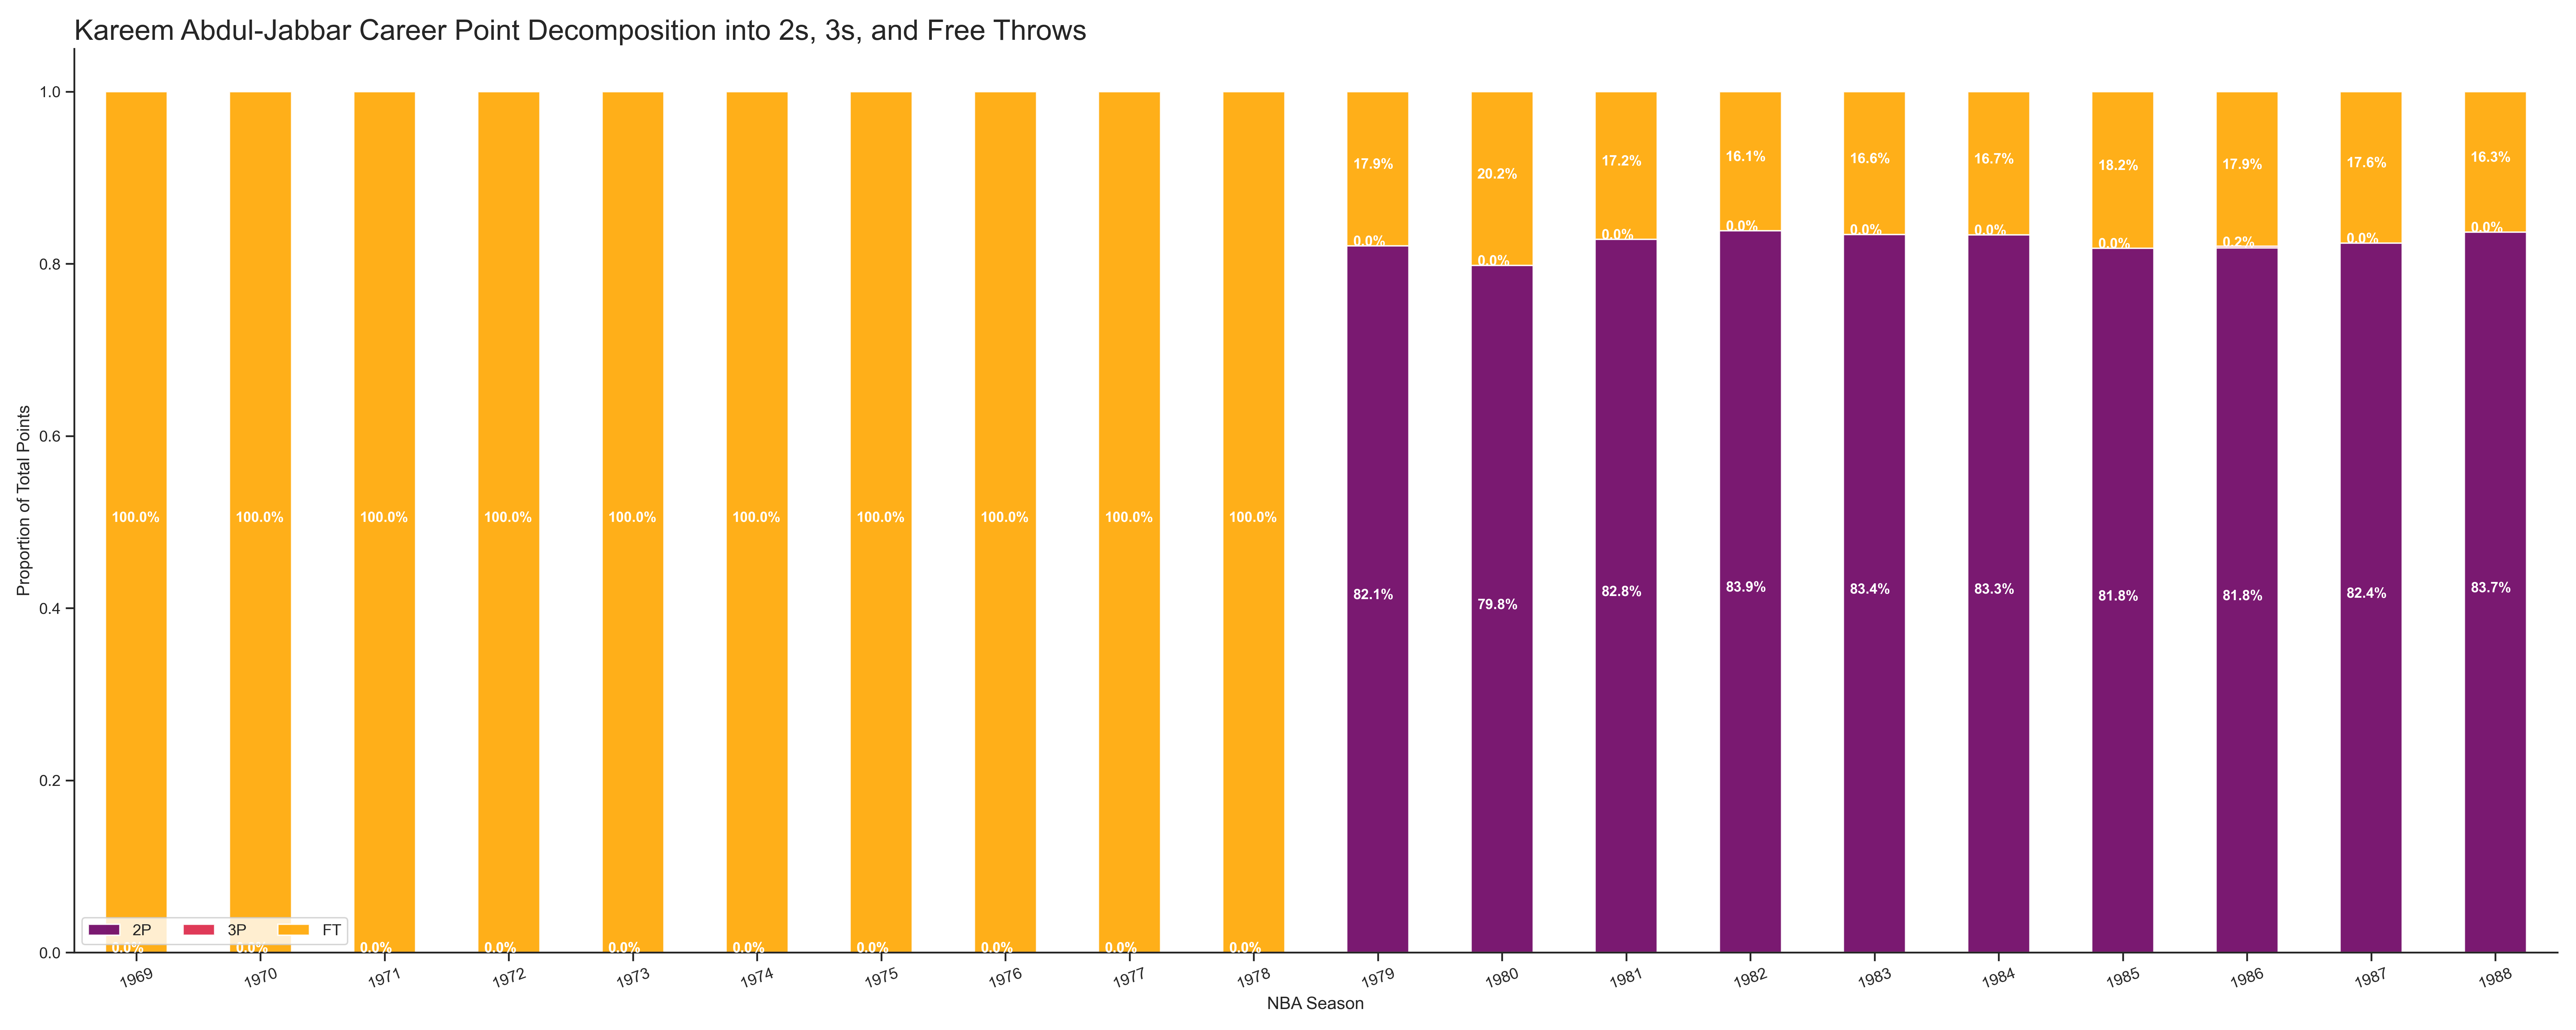 Kareem Abdul-Jabbar Career Point Decomposition into 2s, 3s, and Free Throws
Proportion of Total Points
1.0
0.8
0.6
0.4
0.2
0.0
17.9% 20.2% 17.2% 16.1% 16.6% 16.7% 18.2% 17.9% 17.6% 16.3%
0.0% 0.0% 0.0% 0.0% 0.0% 0.0% 0.0% 0.2% 0.0% 0.0%
100.0% 100.0% 100.0% 100.0% 100.0% 100.0% 100.0% 100.0% 100.0% 100.0%
82.1% 79.8% 82.8% 83.9% 83.4% 83.3% 81.8% 81.8% 82.4% 83.7%
2P 3P FT
0.0% 0.0% 0.0% 0.0% 0.0% 0.0% 0.0% 0.0% 0.0% 0.0%
1969 1970 1971 1972 1973 1974 1975 1976 1977 1978 1979 1980 1981 1982 1983 1984 1985 1986 1987 1988
NBA Season